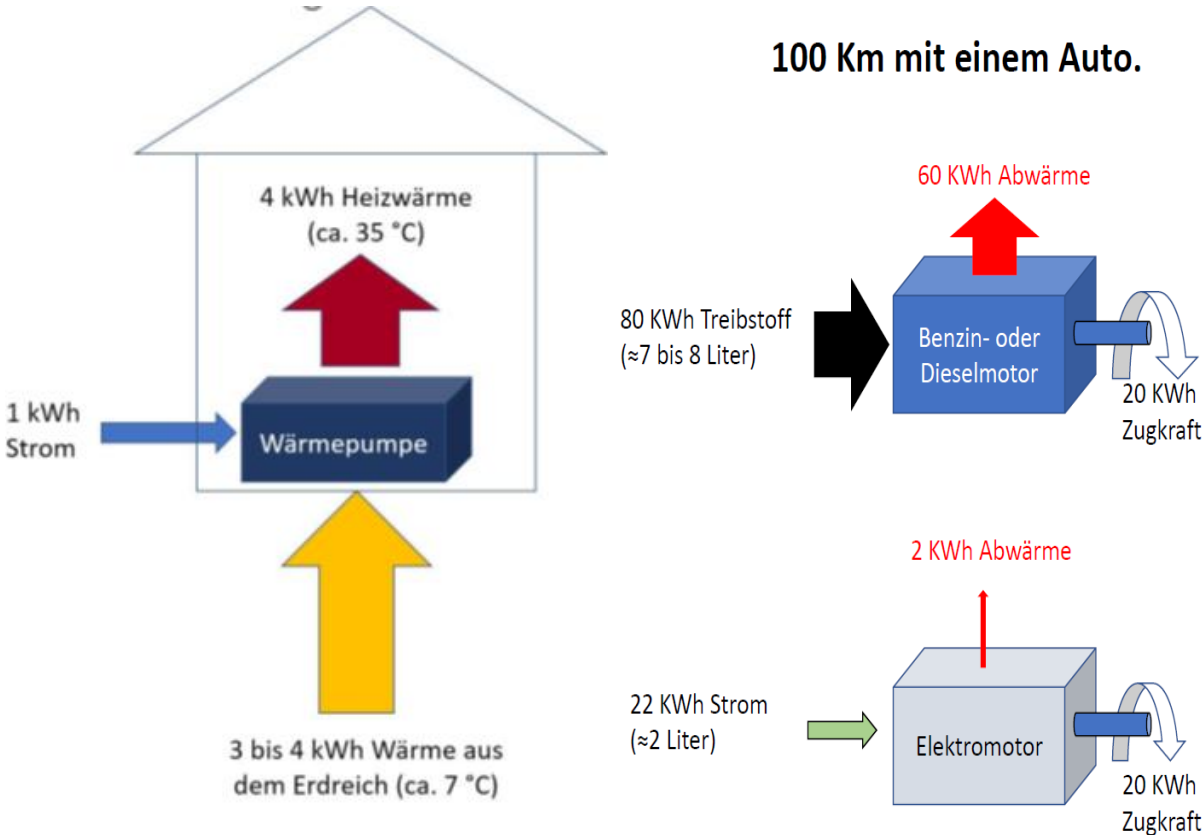 4 kWh Heizwärme
(ca. 35 °C)
1 kWh
Strom
Wärmepumpe
3 bis 4 kWh Wärme aus
dem Erdreich (ca. 7 °C)
100 Km mit einem Auto.
60 KWh Abwärme
80 KWh Treibstoff
(≈7 bis 8 Liter)
Benzin- oder
Dieselmotor
20 KWh
Zugkraft
2 KWh Abwärme
22 KWh Strom
(≈2 Liter)
Elektromotor
20 KWh
Zugkraft